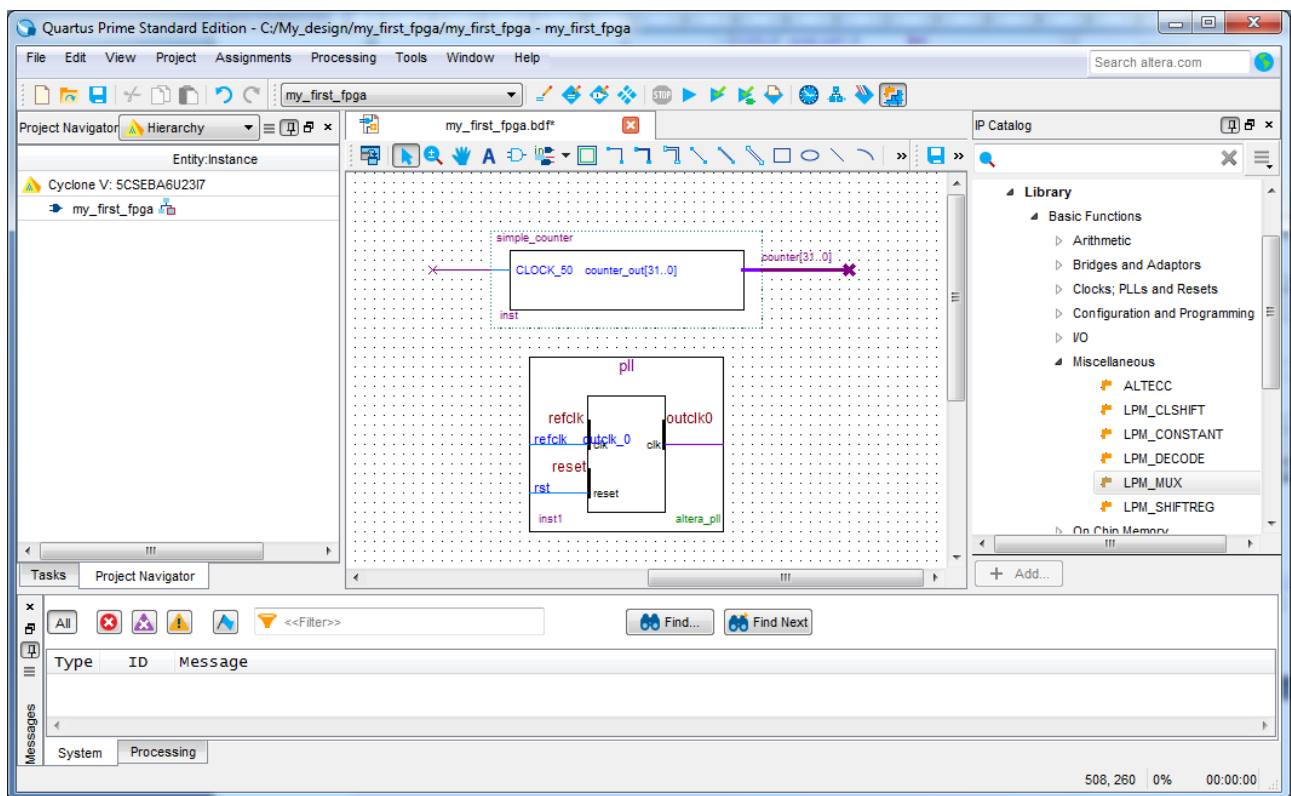 Quartus Prime Standard Edition - C:/My_design/my_first_fpga/my_first_fpga - my_first_fpga
File Edit View Project Assignments Processing Tools Window Help
Search altera.com
my_first_fpga
STOP
Project Navigator Hierarchy
my_first_fpga.bdf*
IP Catalog
Entity:Instance
Cyclone V: 5CSEBA6U23I7
my_first_fpga
simple_counter
CLOCK_50 counter_out[31..0]
counter[31..0]
inst
pll
refclk
outclk0
refclk outclk_0
clk
clk
reset
rst
reset
inst1
altera_pll
Library
Basic Functions
Arithmetic
Bridges and Adaptors
Clocks; PLLs and Resets
Configuration and Programming
I/O
Miscellaneous
ALTECC
LPM_CLSHIFT
LPM_CONSTANT
LPM_DECODE
LPM_MUX
LPM_SHIFTREG
On Chip Memory
+ Add...
Tasks Project Navigator
All
<<Filter>>
Find...
Find Next
Type ID Message
Messages
System Processing
508, 260 0% 00:00:00